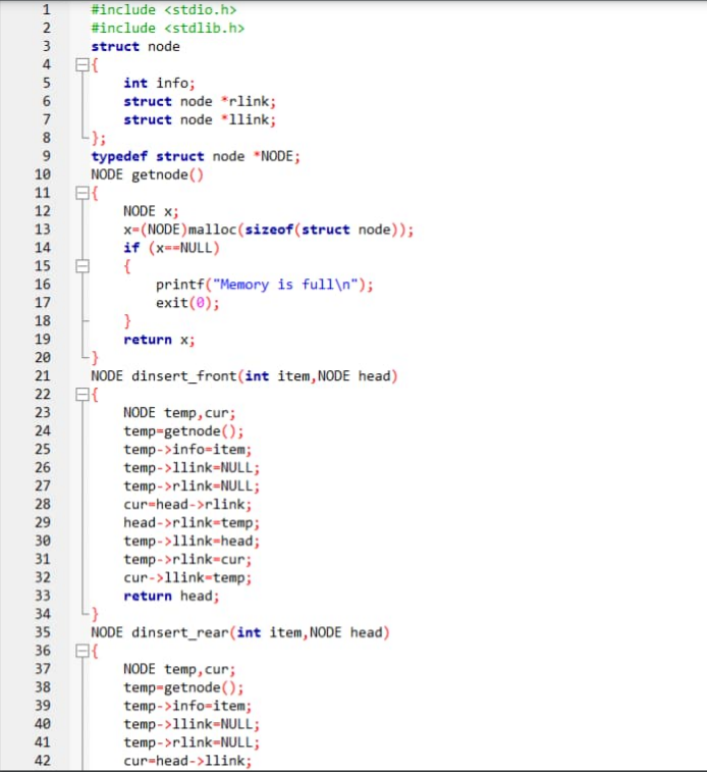 1 #include <stdio.h>
2 #include <stdlib.h>
3 struct node
4 {
5 int info;
6 struct node *rlink;
7 struct node *llink;
8 };
9 typedef struct node *NODE;
10 NODE getnode()
11 {
12 NODE x;
13 x=(NODE)malloc(sizeof(struct node));
14 if (x==NULL)
15 {
16 printf("Memory is full\n");
17 exit(0);
18 }
19 return x;
20 }
21 NODE dinsert_front(int item,NODE head)
22 {
23 NODE temp,cur;
24 temp=getnode();
25 temp->info=item;
26 temp->llink=NULL;
27 temp->rlink=NULL;
28 cur=head->rlink;
29 head->rlink=temp;
30 temp->llink=head;
31 temp->rlink=cur;
32 cur->llink=temp;
33 return head;
34 }
35 NODE dinsert_rear(int item,NODE head)
36 {
37 NODE temp,cur;
38 temp=getnode();
39 temp->info=item;
40 temp->llink=NULL;
41 temp->rlink=NULL;
42 cur=head->llink;